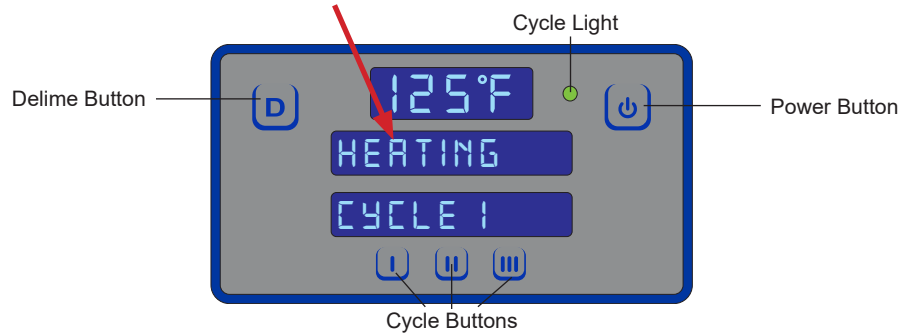 Cycle Light
125°F
Delime Button
D
Power Button
HEATING
CYCLE 1
I
II
III
Cycle Buttons